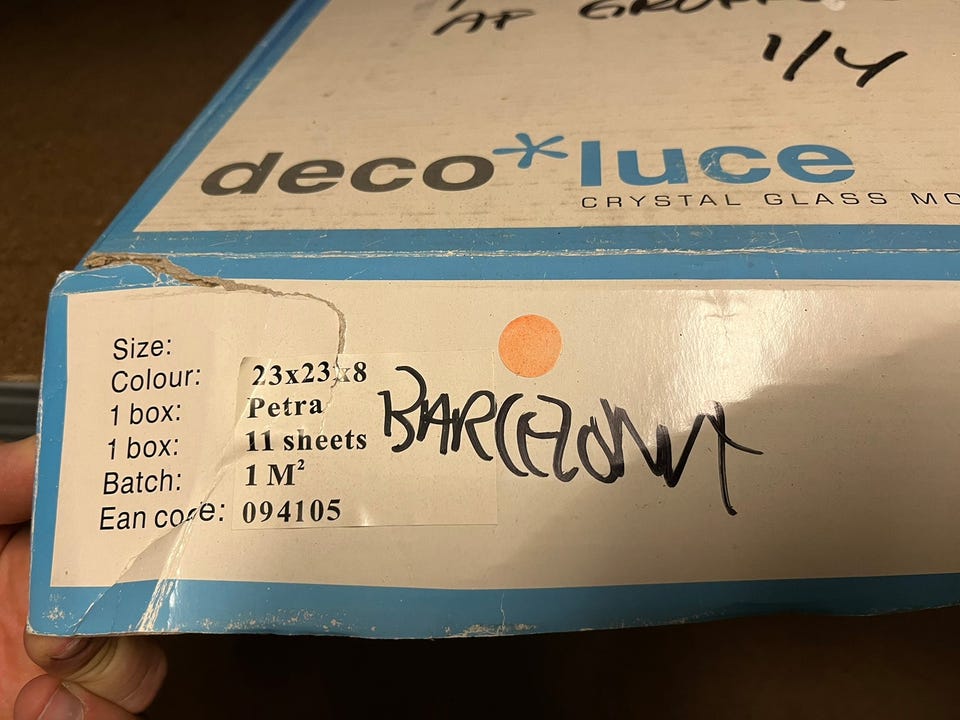 AF
1/4
deco*luce
CRYSTAL GLASS MO
Size:
Colour: 23x23x8
1 box: Petra
1 box: 11 sheets
Batch: 1 M²
Ean code: 094105
BARCELONA